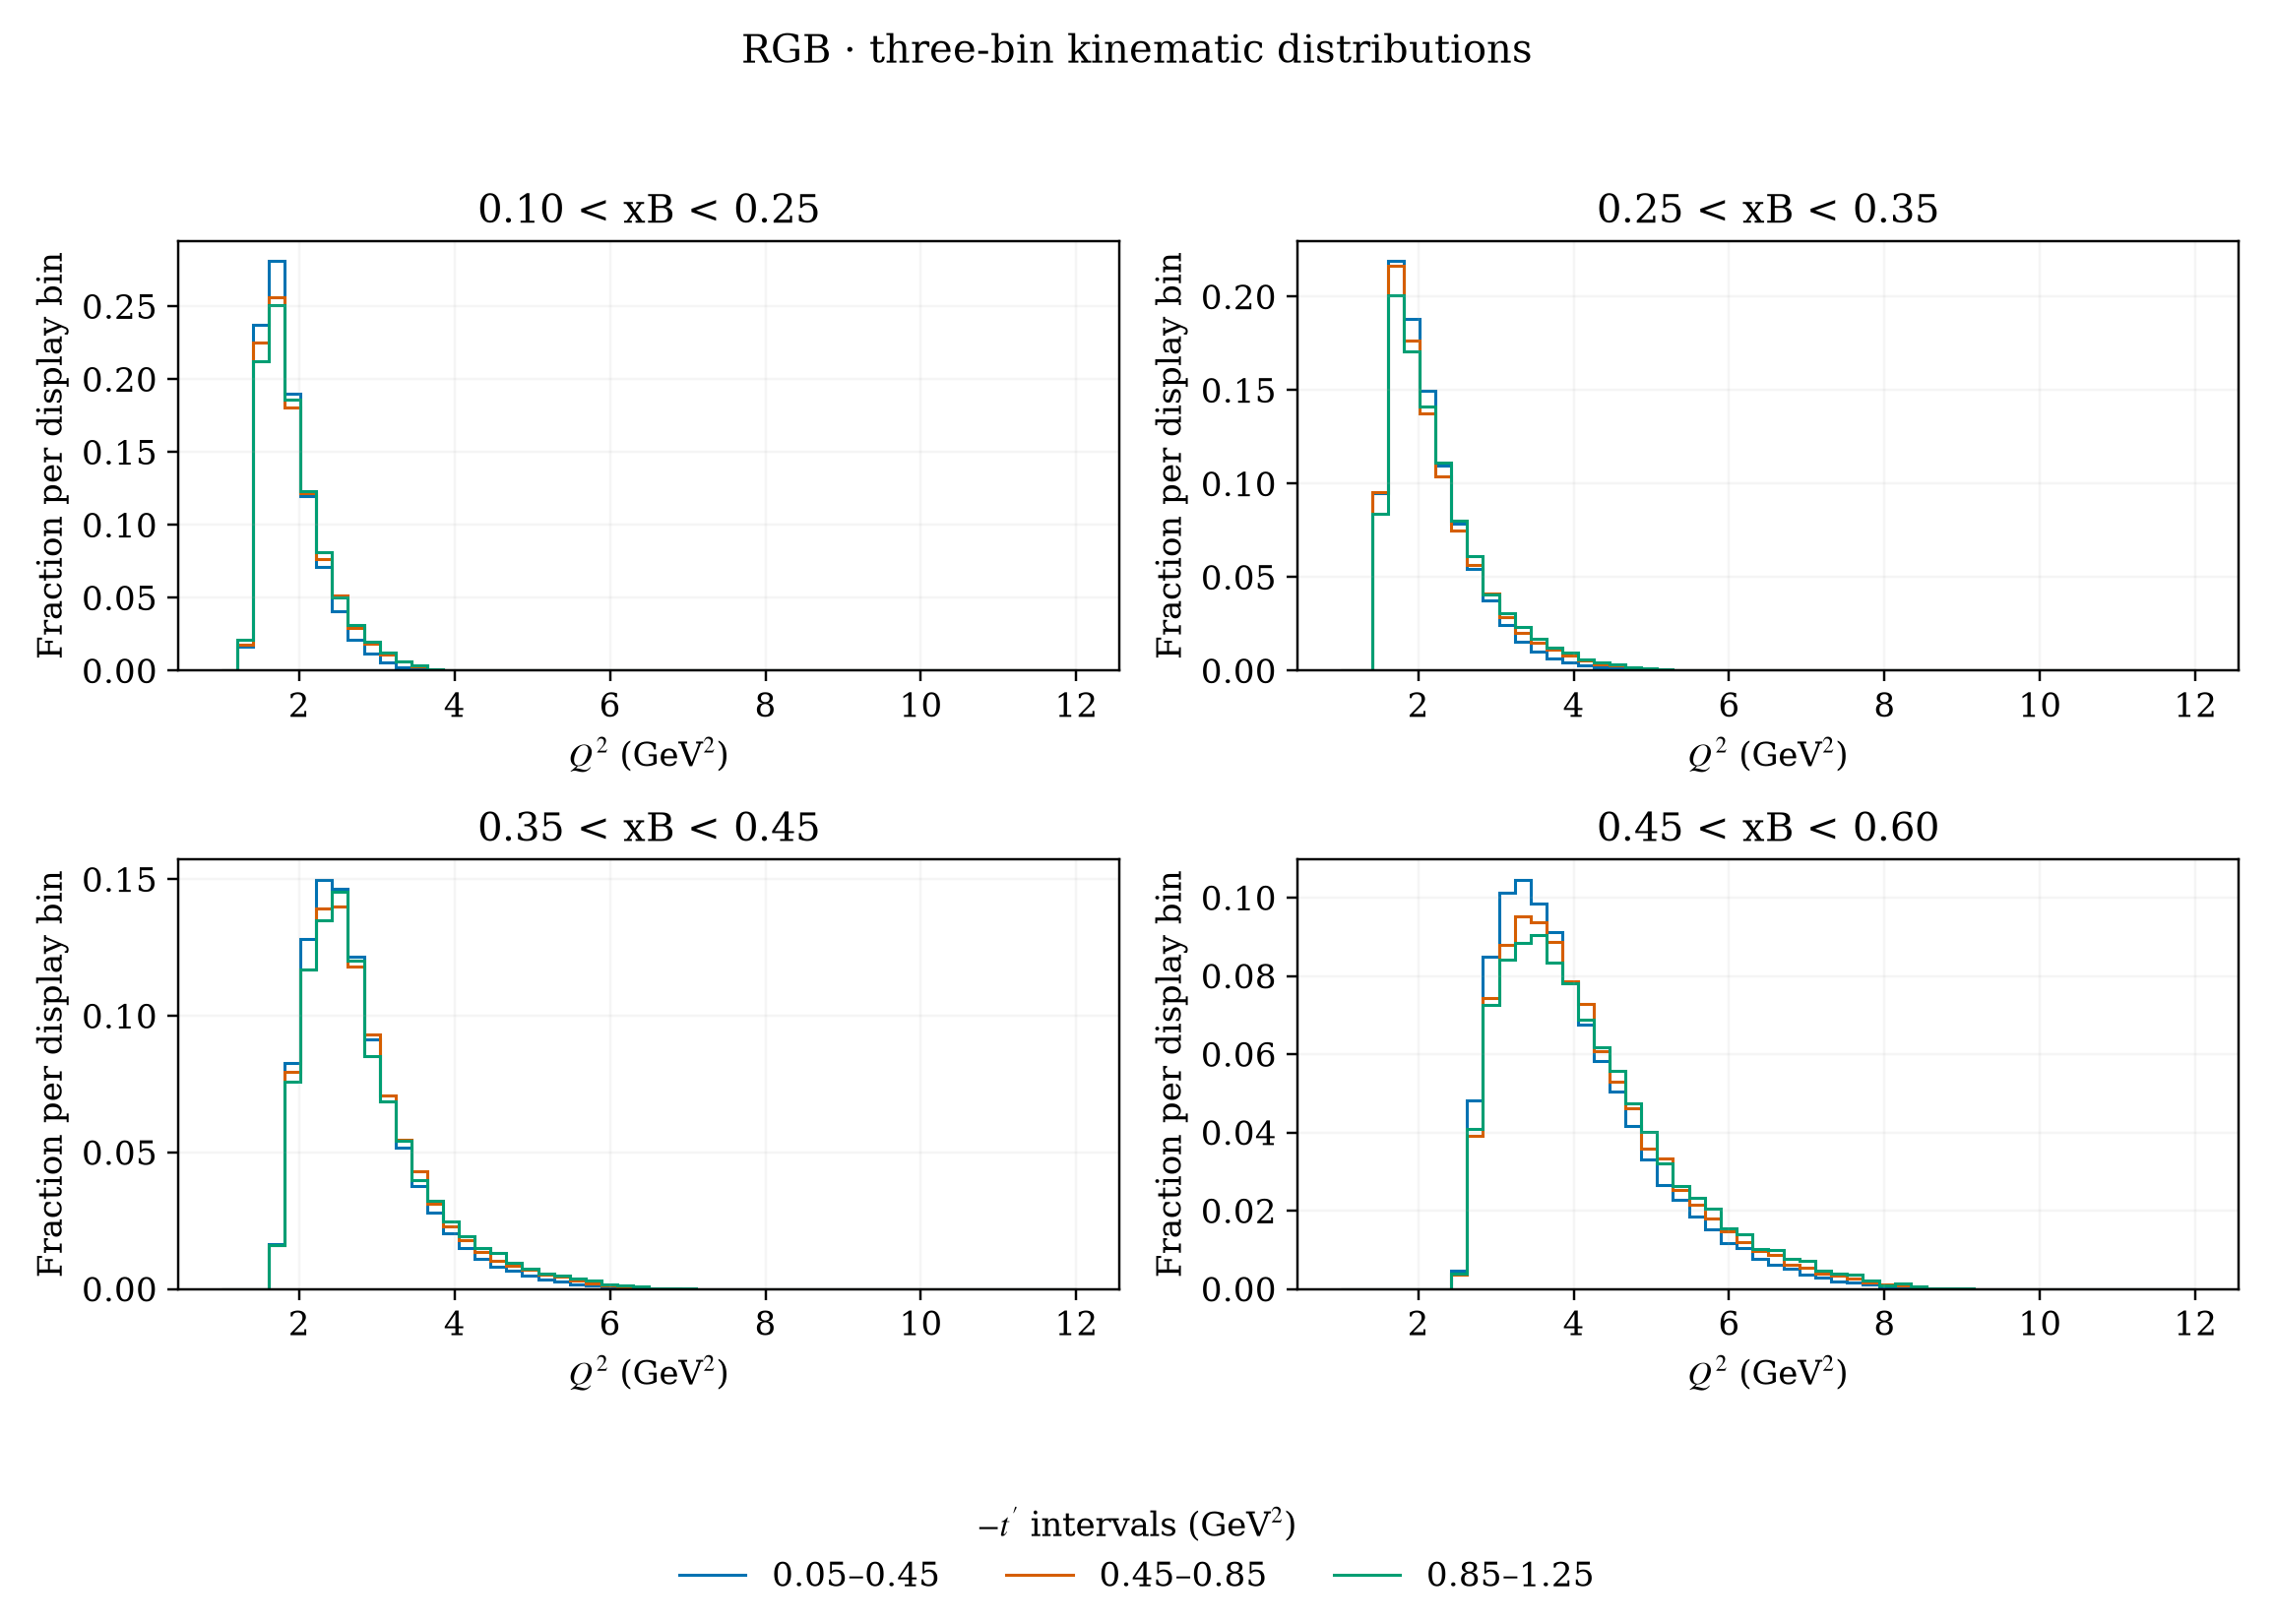 RGB · three-bin kinematic distributions
0.10 < xB < 0.25
Fraction per display bin
0.25
0.20
0.15
0.10
0.05
0.00
2 4 6 8 10 12
Q² (GeV²)
0.25 < xB < 0.35
Fraction per display bin
0.20
0.15
0.10
0.05
0.00
2 4 6 8 10 12
Q² (GeV²)
0.35 < xB < 0.45
Fraction per display bin
0.15
0.10
0.05
0.00
2 4 6 8 10 12
Q² (GeV²)
0.45 < xB < 0.60
Fraction per display bin
0.10
0.08
0.06
0.04
0.02
0.00
2 4 6 8 10 12
Q² (GeV²)
−t′ intervals (GeV²)
0.05–0.45 0.45–0.85 0.85–1.25